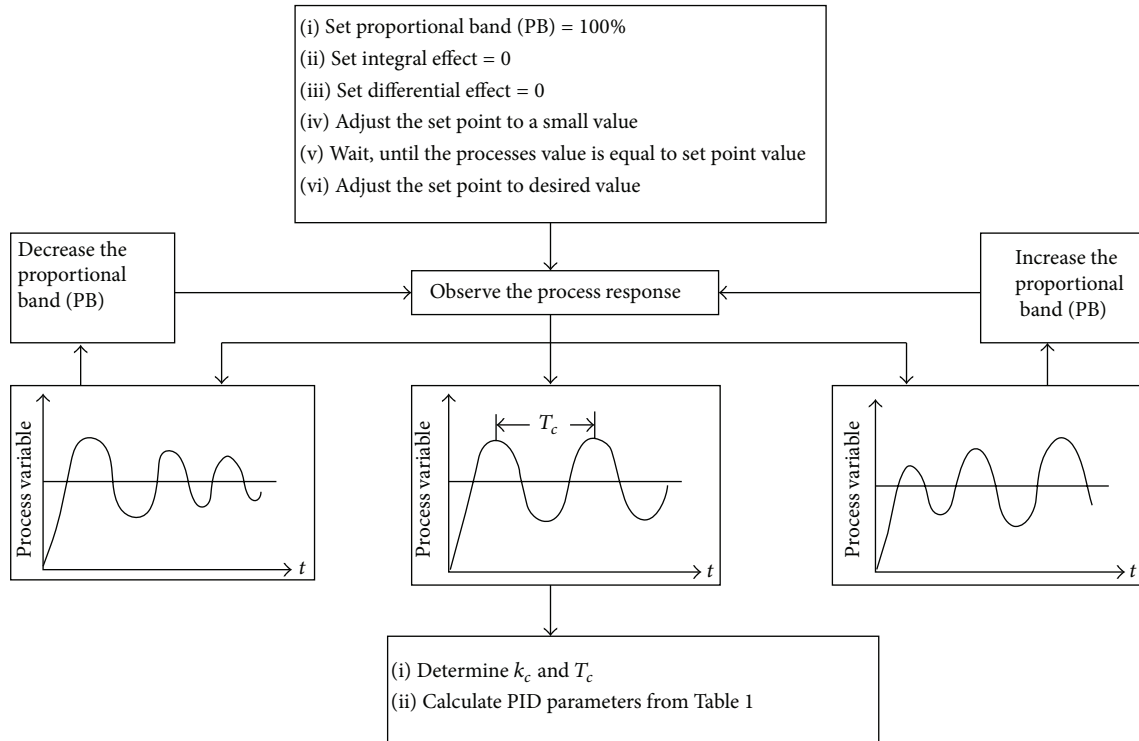 (i) Set proportional band (PB) = 100%
(ii) Set integral effect = 0
(iii) Set differential effect = 0
(iv) Adjust the set point to a small value
(v) Wait, until the processes value is equal to set point value
(vi) Adjust the set point to desired value
Decrease the
proportional
band (PB)
Observe the process response
Increase the
proportional
band (PB)
Process variable
t
Process variable
T_c
t
Process variable
t
(i) Determine k_c and T_c
(ii) Calculate PID parameters from Table 1